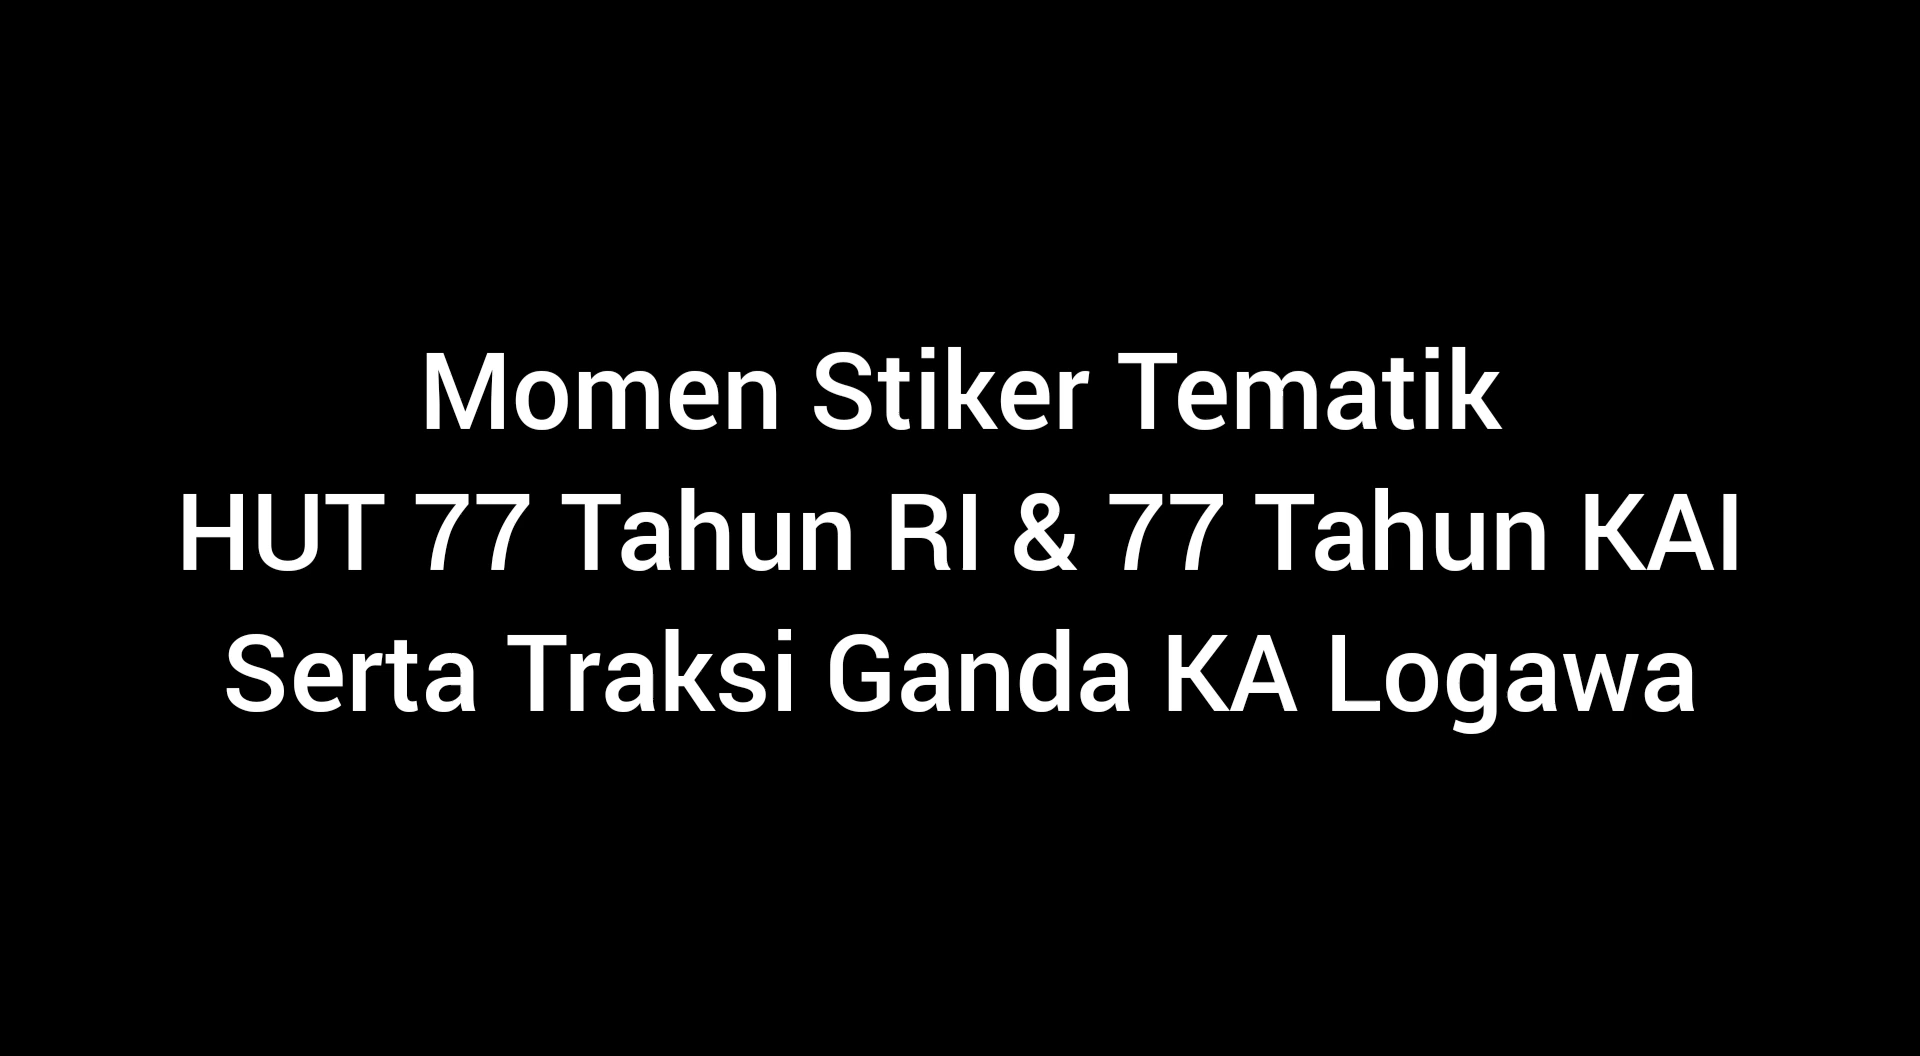 Momen Stiker Tematik
HUT 77 Tahun RI & 77 Tahun KAI
Serta Traksi Ganda KA Logawa